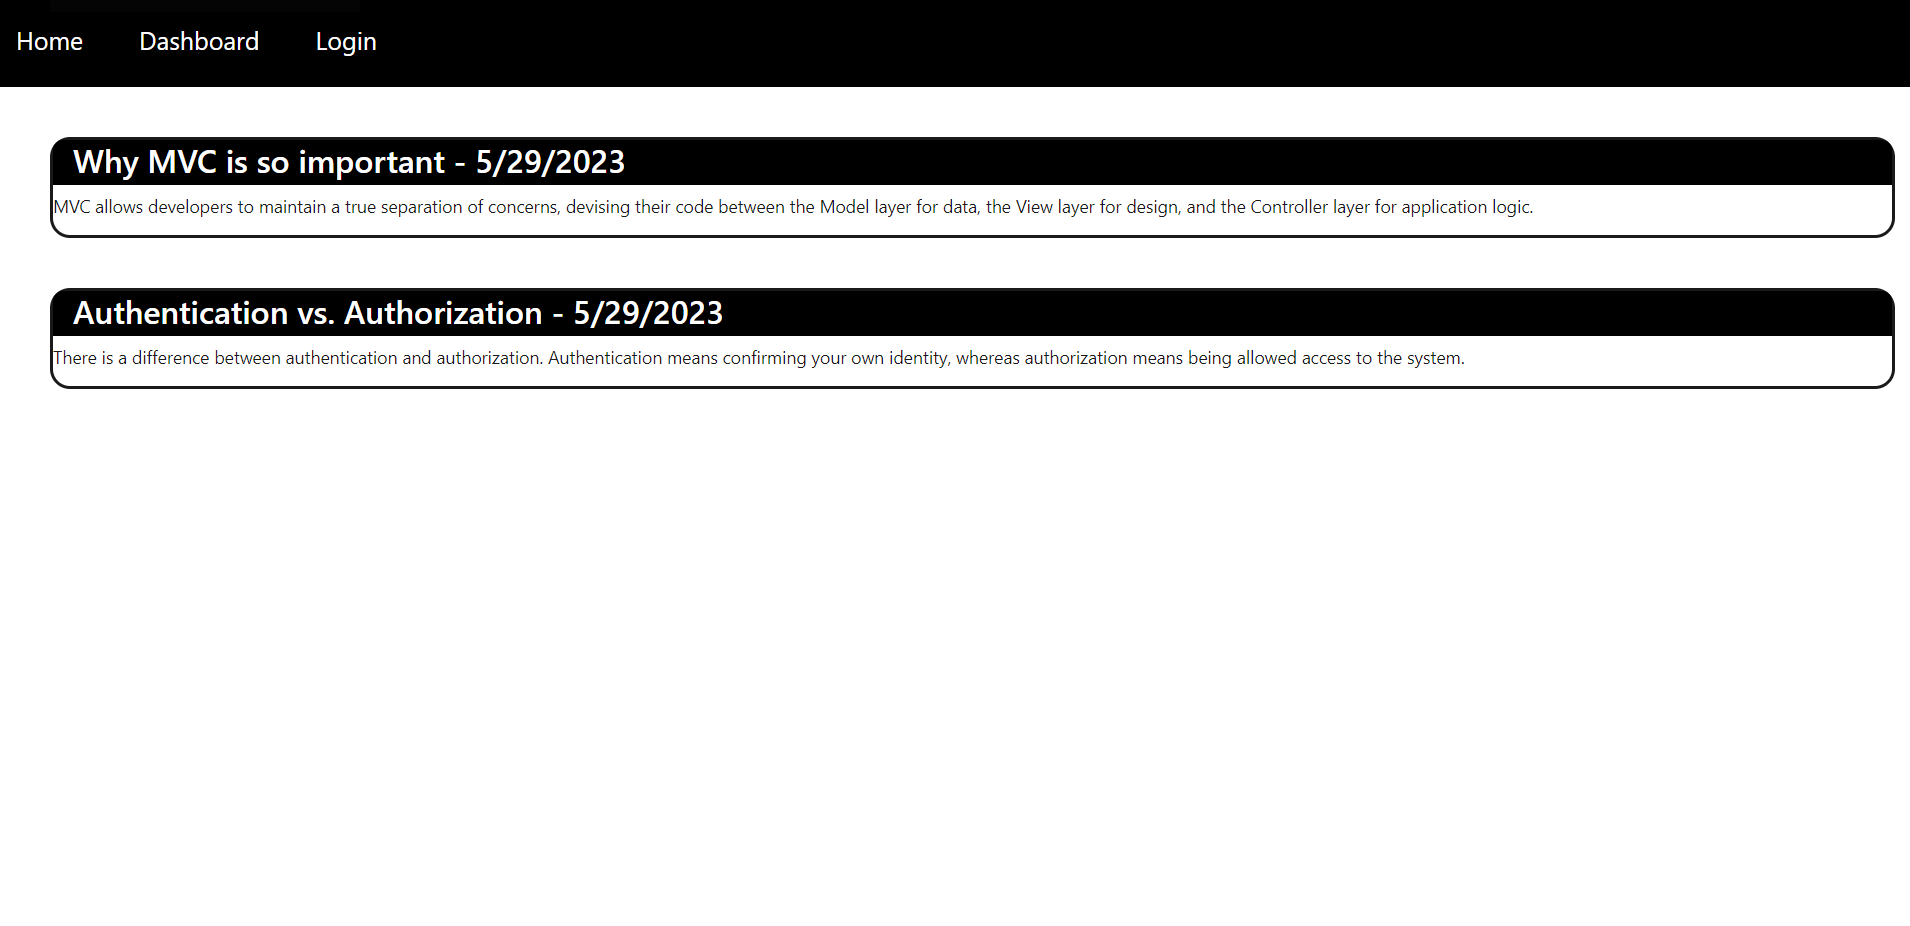 Home Dashboard Login
Why MVC is so important - 5/29/2023
MVC allows developers to maintain a true separation of concerns, devising their code between the Model layer for data, the View layer for design, and the Controller layer for application logic.
Authentication vs. Authorization - 5/29/2023
There is a difference between authentication and authorization. Authentication means confirming your own identity, whereas authorization means being allowed access to the system.